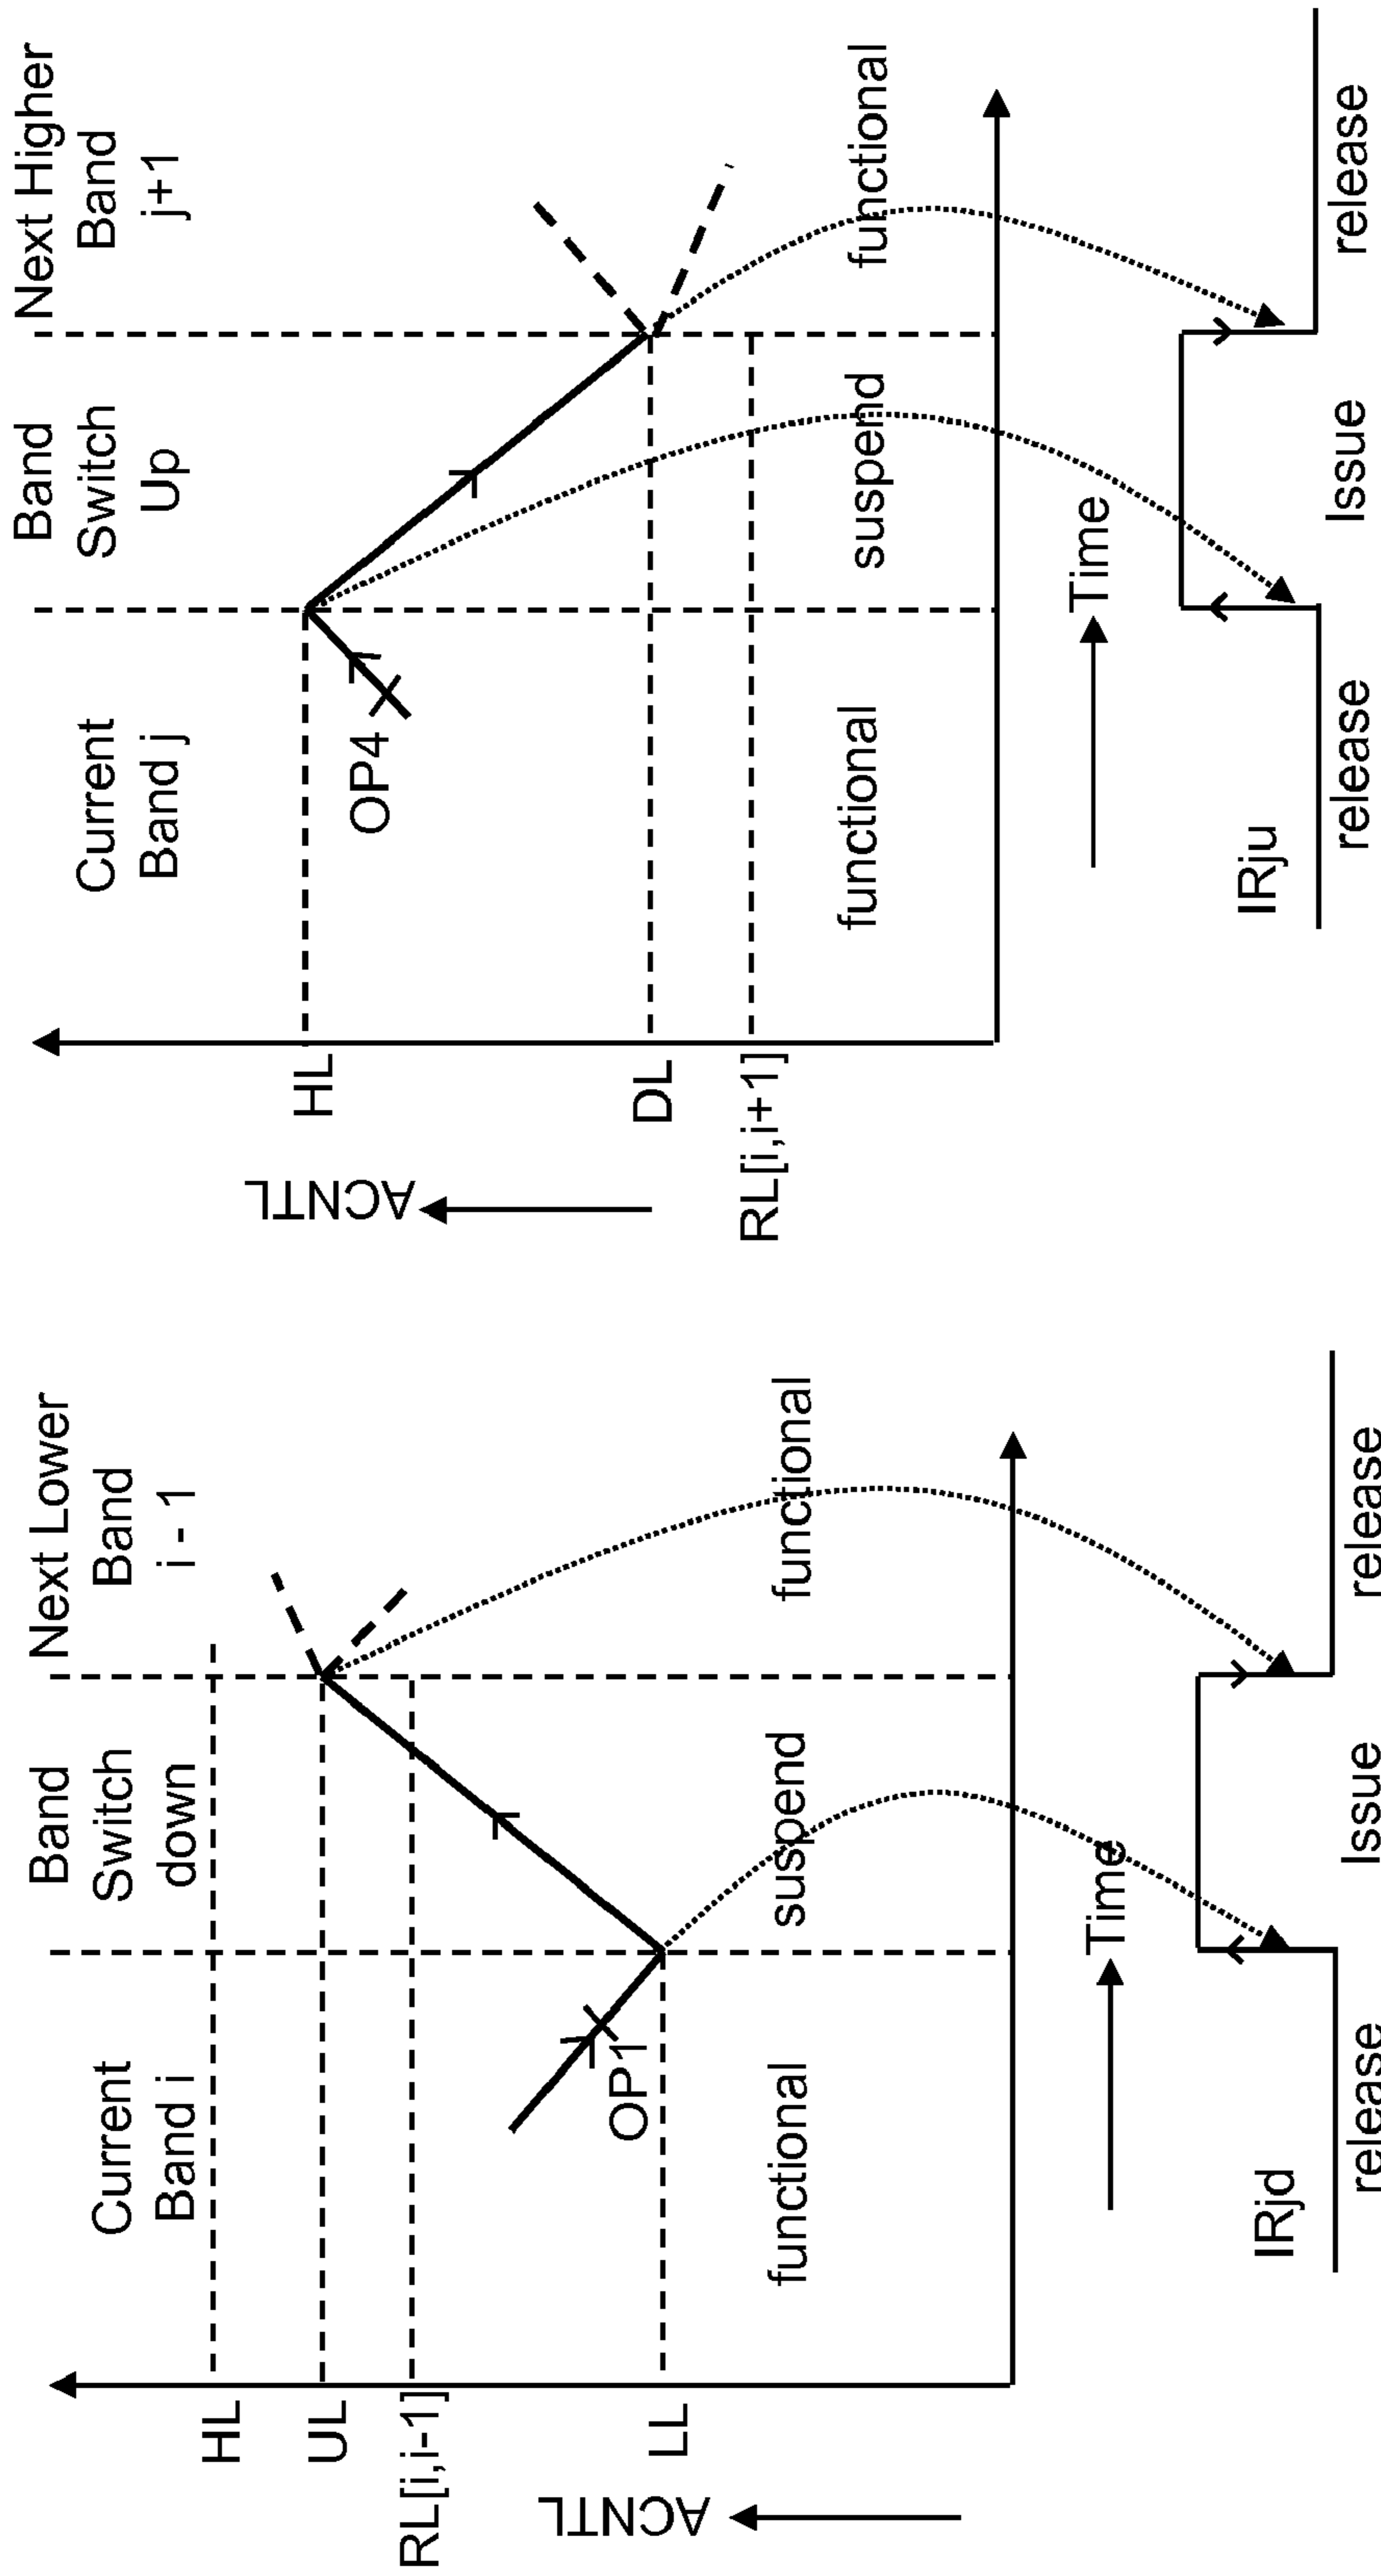 Current
Band i
Band
Switch
down
Next Lower
Band
i - 1
HL
UL
RL[i,i-1]
LL
ACNTL
OP1
functional
suspend
functional
Time
IRjd
release
Issue
release
Current
Band j
Band
Switch
Up
Next Higher
Band
j+1
HL
DL
RL[i,i+1]
ACNTL
OP4
functional
suspend
functional
Time
IRju
release
Issue
release